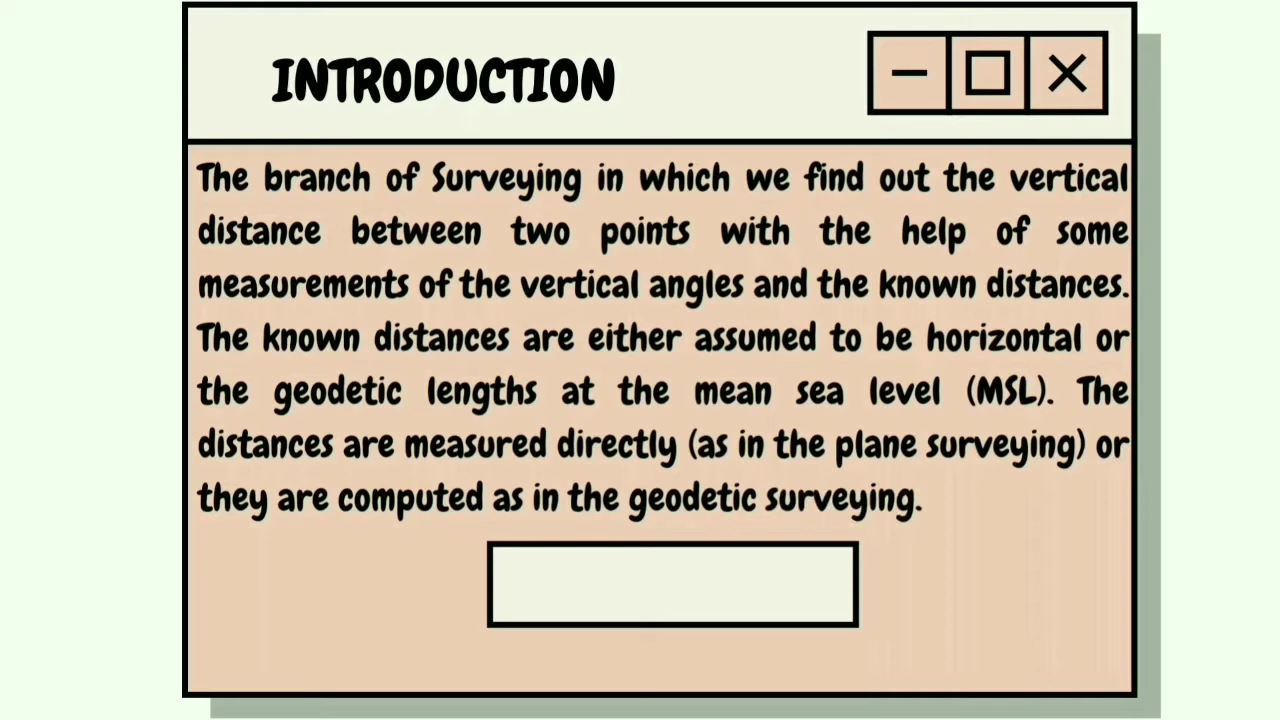 INTRODUCTION
The branch of Surveying in which we find out the vertical
distance between two points with the help of some
measurements of the vertical angles and the known distances.
The known distances are either assumed to be horizontal or
the geodetic lengths at the mean sea level (MSL). The
distances are measured directly (as in the plane surveying) or
they are computed as in the geodetic surveying.